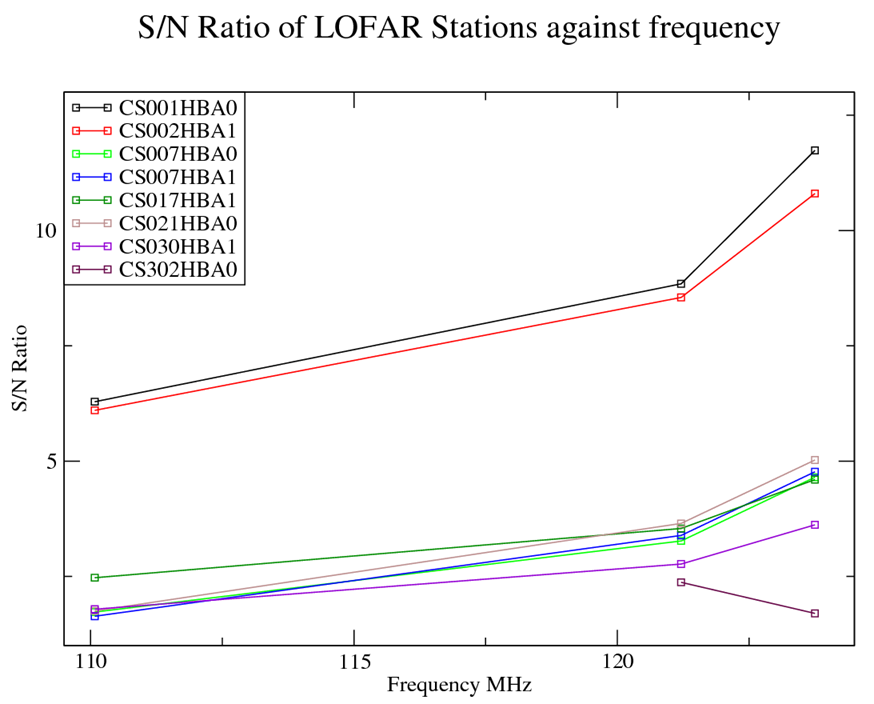 S/N Ratio of LOFAR Stations against frequency
CS001HBA0
CS002HBA1
CS007HBA0
CS007HBA1
CS017HBA1
CS021HBA0
CS030HBA1
CS302HBA0
10
5
S/N Ratio
110
115
120
Frequency MHz